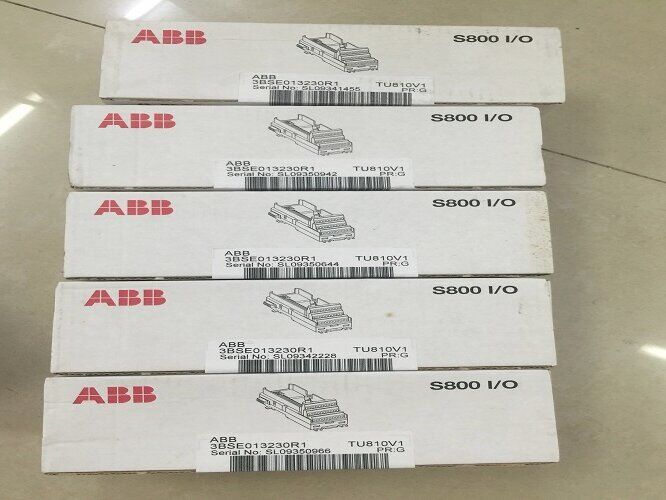 ABB
S800 I/O
ABB
3BSE013230R1 TU810V1
Serial No: SL09341455 PR:G
ABB
S800 I/O
ABB
3BSE013230R1 TU810V1
Serial No: SL09350942 PR:G
ABB
S800 I/O
ABB
3BSE013230R1 TU810V1
Serial No: SL09350644 PR:G
ABB
S800 I/O
ABB
3BSE013230R1 TU810V1
Serial No: SL09342228 PR:G
ABB
S800 I/O
ABB
3BSE013230R1 TU810V1
Serial No: SL09350966 PR:G